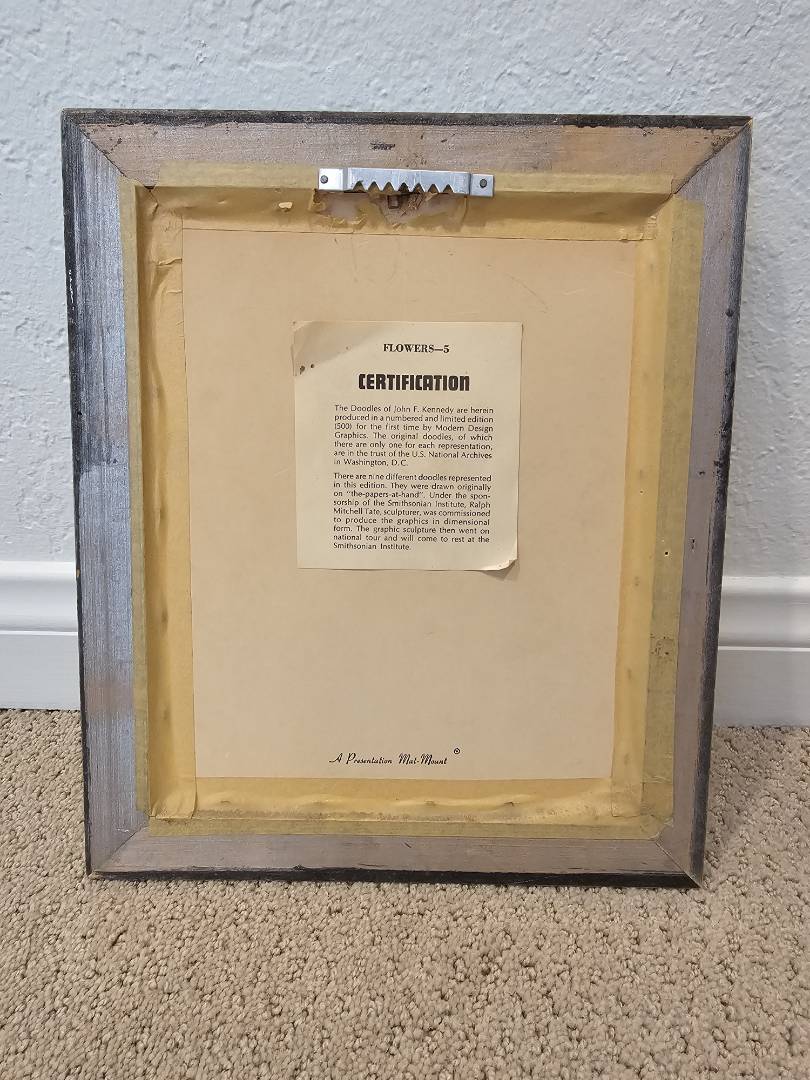 FLOWERS—5
CERTIFICATION
The Doodles of John F. Kennedy are herein
produced in a numbered and limited edition
(500) for the first time by Modern Design
Graphics. The original doodles, of which
there are only one for each representation,
are in the trust of the U.S. National Archives
in Washington, D.C.
There are nine different doodles represented
in this edition. They were drawn originally
on "the-papers-at-hand". Under the spon-
sorship of the Smithsonian Institute, Ralph
Mitchell Tate, sculpturer, was commissioned
to produce the graphics in dimensional
form. The graphic sculpture then went on
national tour and will come to rest at the
Smithsonian Institute.
A Presentation Mat-Mount ®